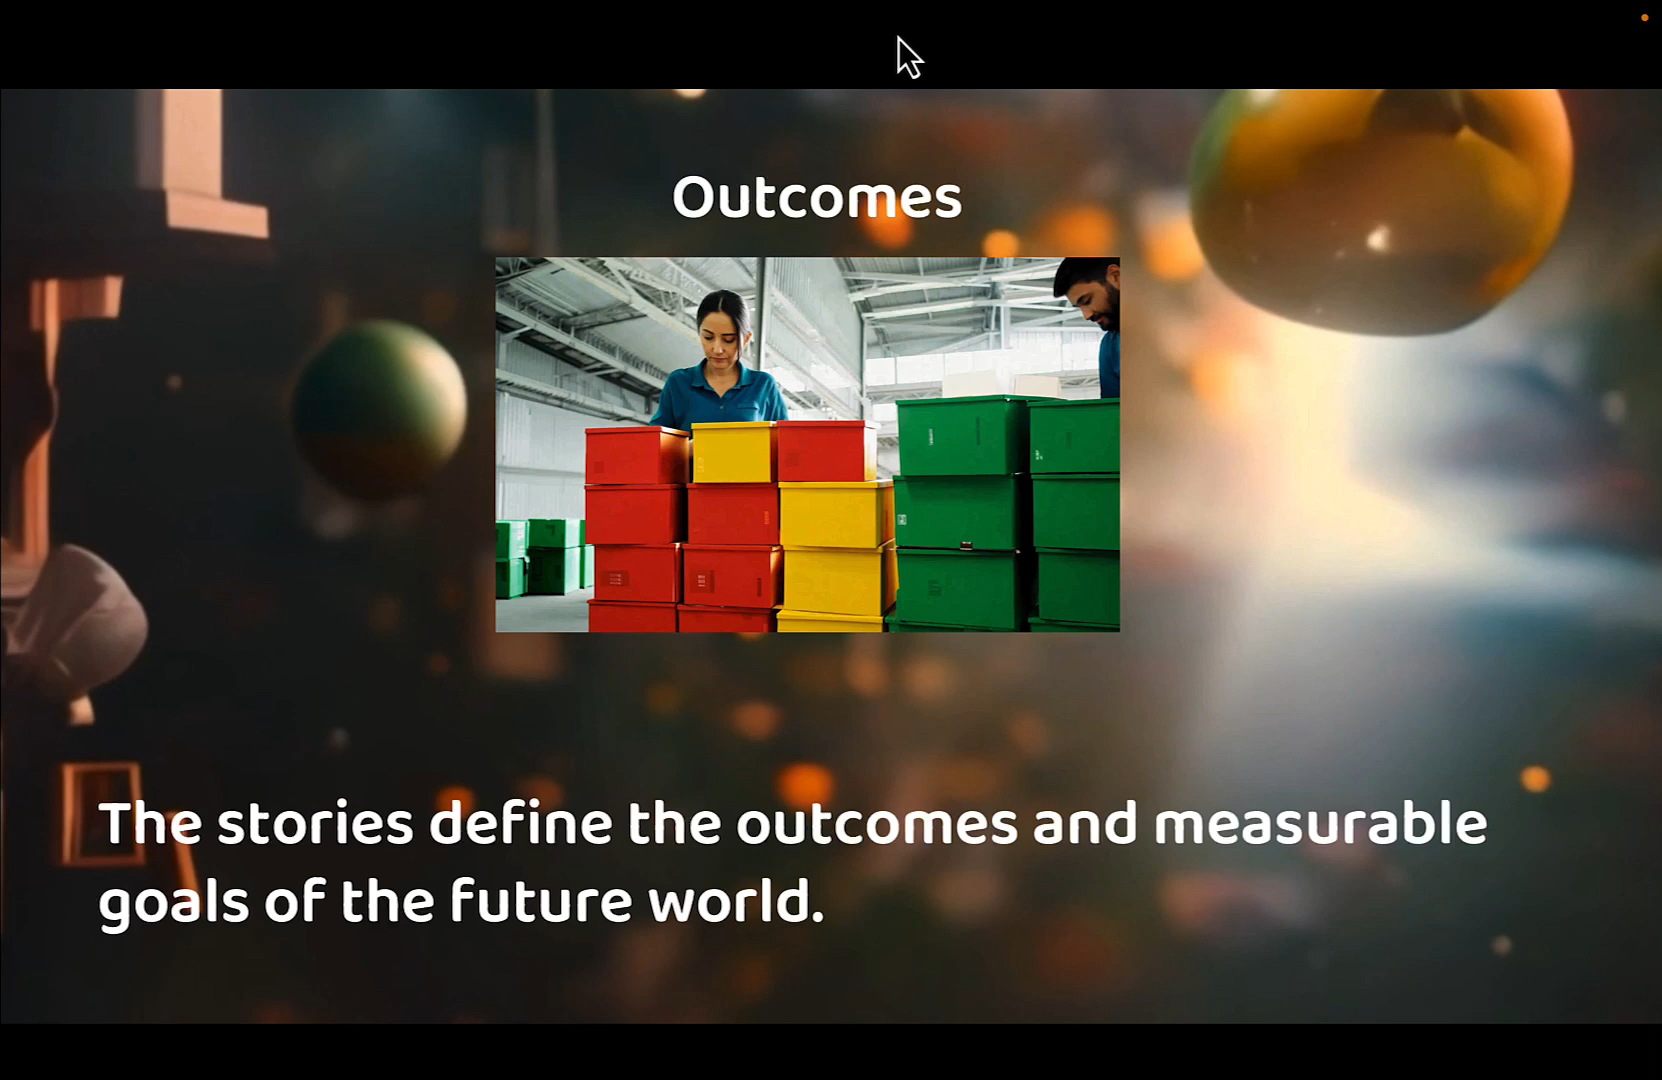 Outcomes
The stories define the outcomes and measurable
goals of the future world.